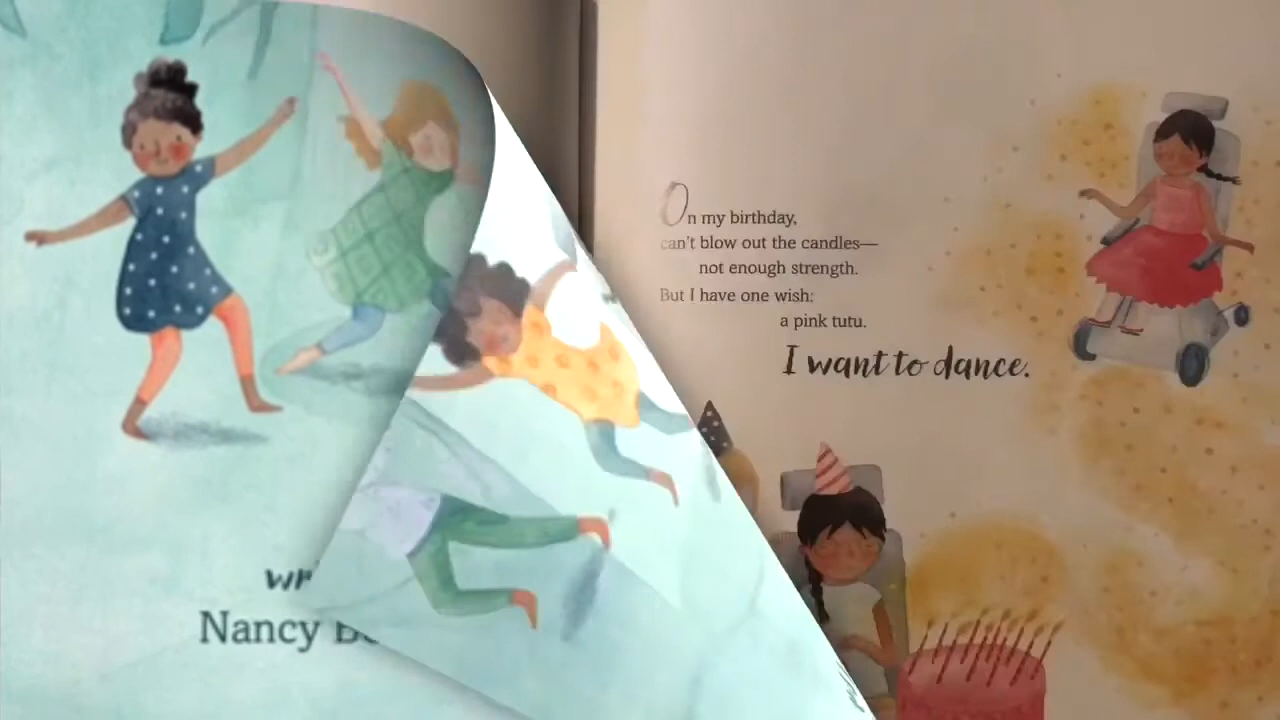 Nancy
On my birthday,
can't blow out the candles—
not enough strength.
But I have one wish:
a pink tutu.
I want to dance.